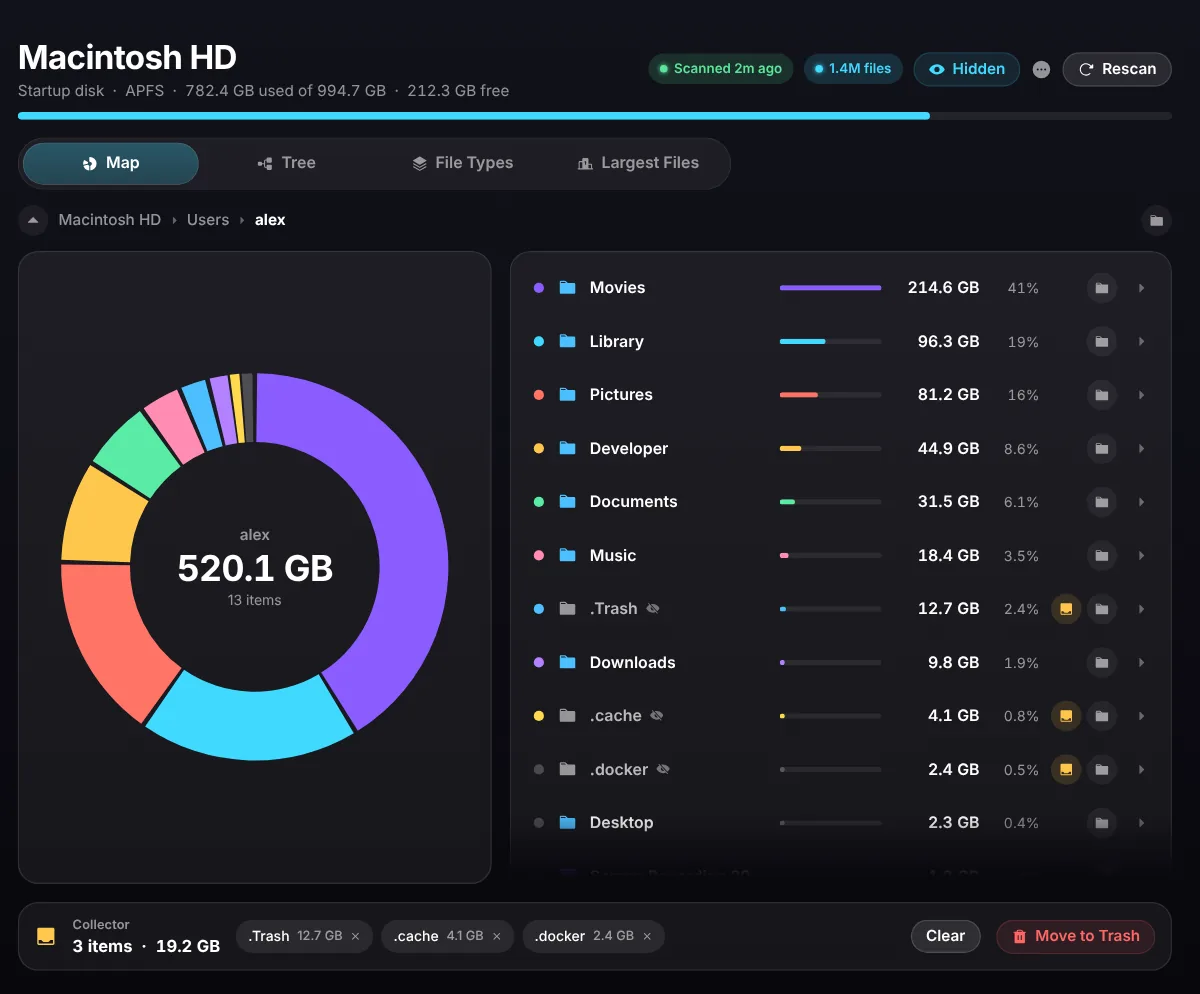 Macintosh HD
Startup disk · APFS · 782.4 GB used of 994.7 GB · 212.3 GB free
Scanned 2m ago
1.4M files
Hidden
Rescan
Map
Tree
File Types
Largest Files
Macintosh HD › Users › alex
alex
520.1 GB
13 items
Movies 214.6 GB 41%
Library 96.3 GB 19%
Pictures 81.2 GB 16%
Developer 44.9 GB 8.6%
Documents 31.5 GB 6.1%
Music 18.4 GB 3.5%
.Trash 12.7 GB 2.4%
Downloads 9.8 GB 1.9%
.cache 4.1 GB 0.8%
.docker 2.4 GB 0.5%
Desktop 2.3 GB 0.4%
Collector
3 items · 19.2 GB
.Trash 12.7 GB ×
.cache 4.1 GB ×
.docker 2.4 GB ×
Clear
Move to Trash